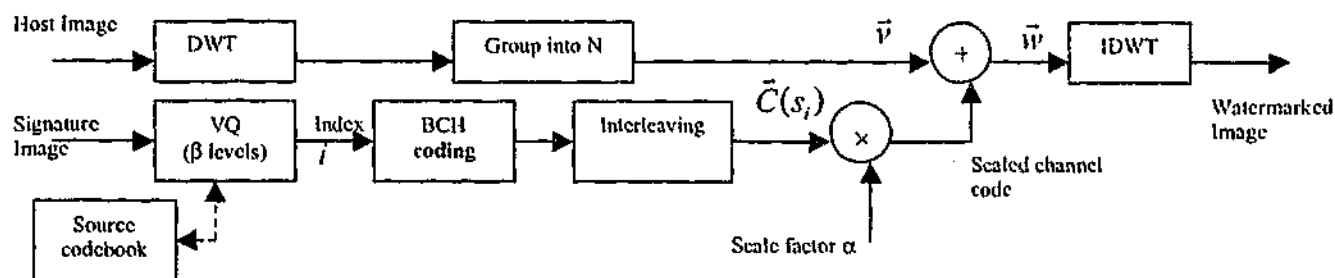 Host Image
DWT
Group into N
v⃗
+
w⃗
IDWT
Watermarked
Image
Signature
Image
VQ
(β levels)
Index
i
BCH
coding
Interleaving
C⃗(sᵢ)
×
Scaled channel
code
Source
codebook
Scale factor α